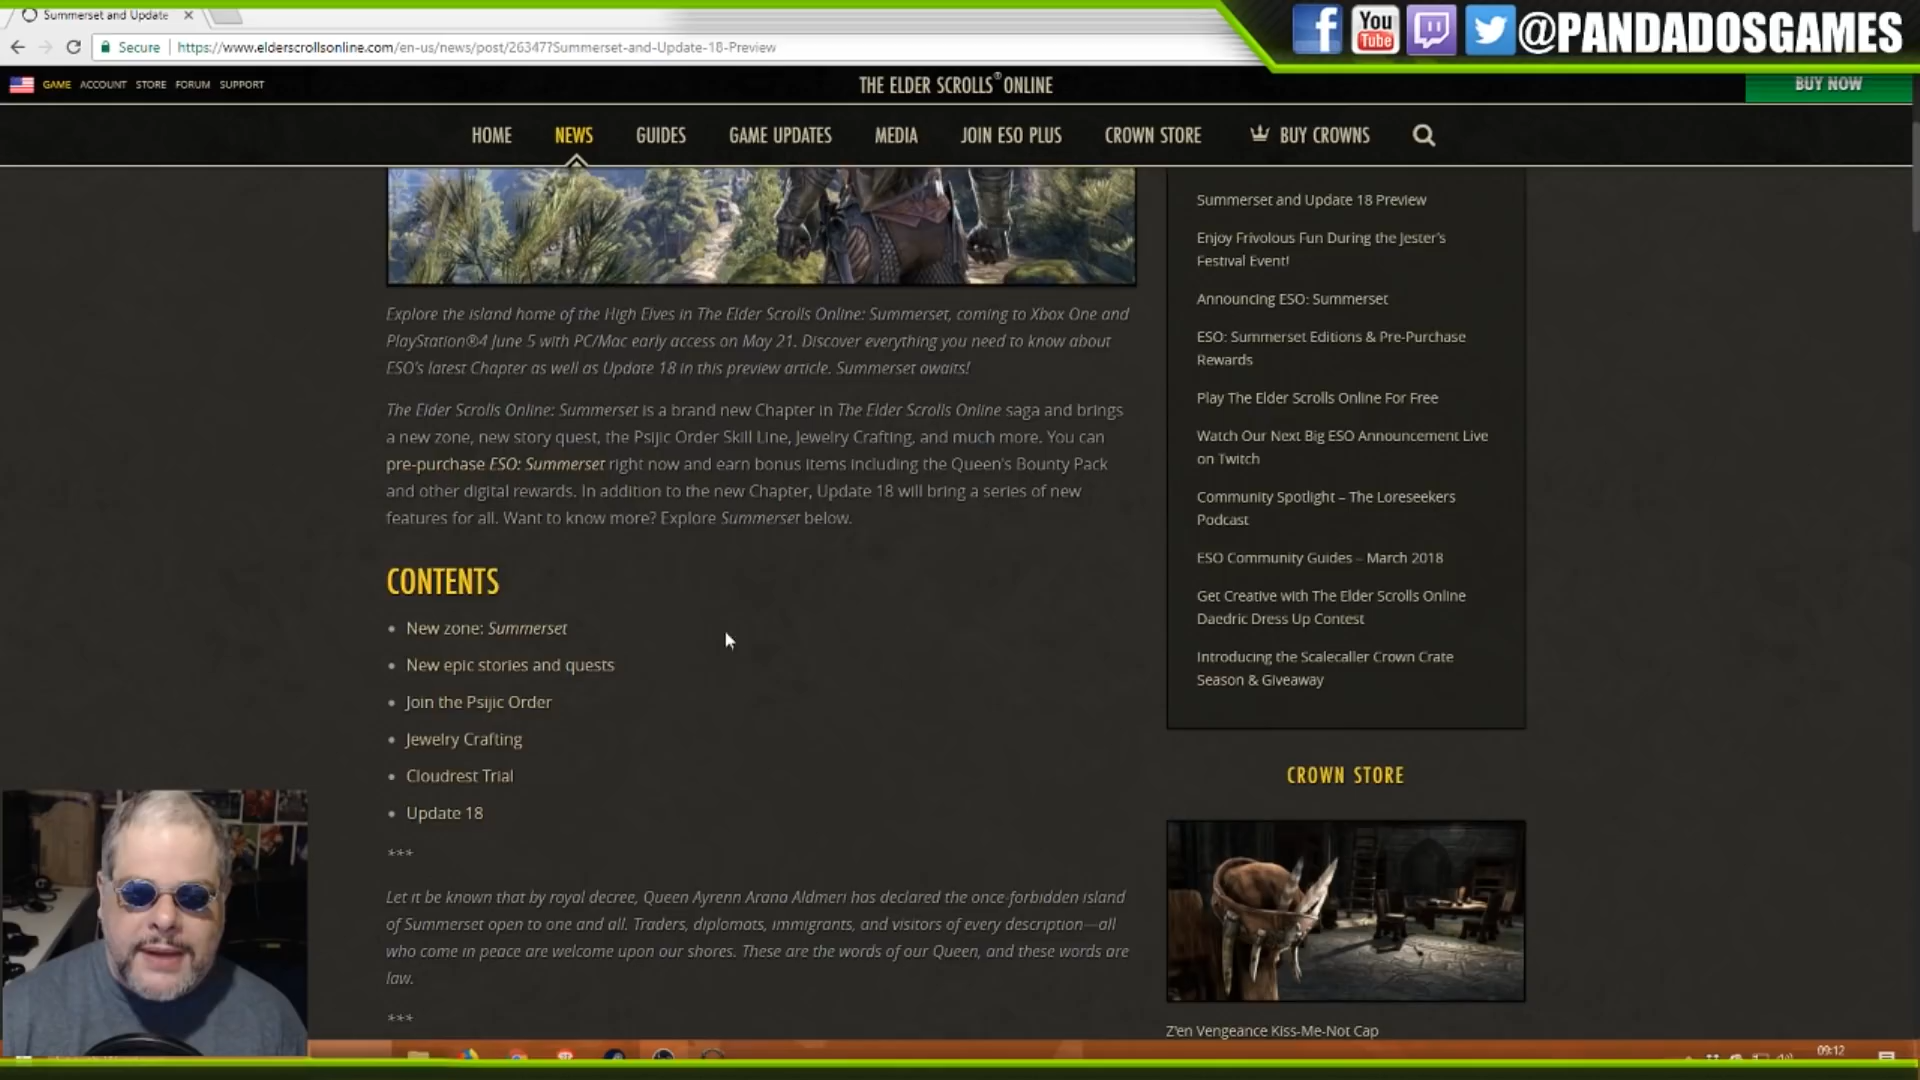 Summerset and Update
Secure
https://www.elderscrollsonline.com/en-us/news/post/26347?Summerset-and-Update-18-Preview
You
Tube
@PANDADOSGAMES
GAME ACCOUNT STORE FORUM SUPPORT
THE ELDER SCROLLS® ONLINE
BUY NOW
HOME NEWS GUIDES GAME UPDATES MEDIA JOIN ESO PLUS CROWN STORE BUY CROWNS
Explore the island home of the High Elves in The Elder Scrolls Online: Summerset, coming to Xbox One and
PlayStation®4 June 5 with PC/Mac early access on May 21. Discover everything you need to know about
ESO's latest Chapter as well as Update 18 in this preview article. Summerset awaits!
The Elder Scrolls Online: Summerset is a brand new Chapter in The Elder Scrolls Online saga and brings
a new zone, new story quest, the Psijic Order Skill Line, Jewelry Crafting, and much more. You can
pre-purchase ESO: Summerset right now and earn bonus items including the Queen's Bounty Pack
and other digital rewards. In addition to the new Chapter, Update 18 will bring a series of new
features for all. Want to know more? Explore Summerset below.
CONTENTS
• New zone: Summerset
• New epic stories and quests
• Join the Psijic Order
• Jewelry Crafting
• Cloudrest Trial
• Update 18
***
Let it be known that by royal decree, Queen Ayrenn Arana Aldmeri has declared the once-forbidden island
of Summerset open to one and all. Traders, diplomats, immigrants, and visitors of every description—all
who come in peace are welcome upon our shores. These are the words of our Queen, and these words are
law.
***
Summerset and Update 18 Preview
Enjoy Frivolous Fun During the Jester's
Festival Event!
Announcing ESO: Summerset
ESO: Summerset Editions & Pre-Purchase
Rewards
Play The Elder Scrolls Online For Free
Watch Our Next Big ESO Announcement Live
on Twitch
Community Spotlight – The Loreseekers
Podcast
ESO Community Guides – March 2018
Get Creative with The Elder Scrolls Online
Daedric Dress Up Contest
Introducing the Scalecaller Crown Crate
Season & Giveaway
CROWN STORE
Z'en Vengeance Kiss-Me-Not Cap
09:12